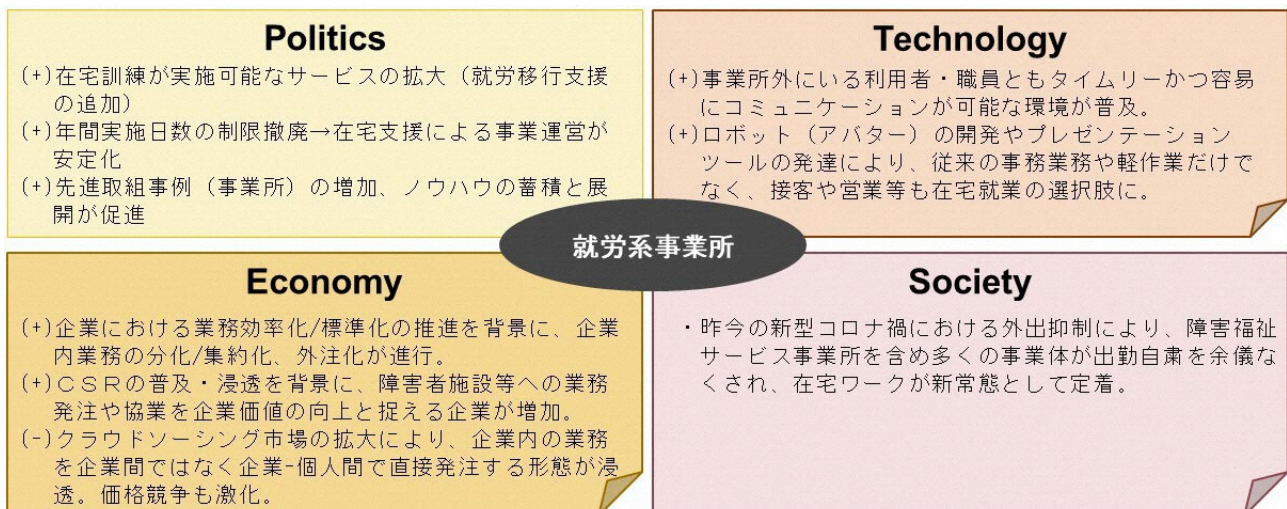 Politics
(+)在宅訓練が実施可能なサービスの拡大（就労移行支援
の追加）
(+)年間実施日数の制限撤廃→在宅支援による事業運営が
安定化
(+)先進取組事例（事業所）の増加、ノウハウの蓄積と展
開が促進
Technology
(+)事業所外にいる利用者・職員ともタイムリーかつ容易
にコミュニケーションが可能な環境が普及。
(+)ロボット（アバター）の開発やプレゼンテーション
ツールの発達により、従来の事務業務や軽作業だけで
なく、接客や営業等も在宅就業の選択肢に。
就労系事業所
Economy
(+)企業における業務効率化/標準化の推進を背景に、企業
内業務の分化/集約化、外注化が進行。
(+)ＣＳＲの普及・浸透を背景に、障害者施設等への業務
発注や協業を企業価値の向上と捉える企業が増加。
(-)クラウドソーシング市場の拡大により、企業内の業務
を企業間ではなく企業-個人間で直接発注する形態が浸
透。価格競争も激化。
Society
・昨今の新型コロナ禍における外出抑制により、障害福祉
サービス事業所を含め多くの事業体が出勤自粛を余儀な
くされ、在宅ワークが新常態として定着。